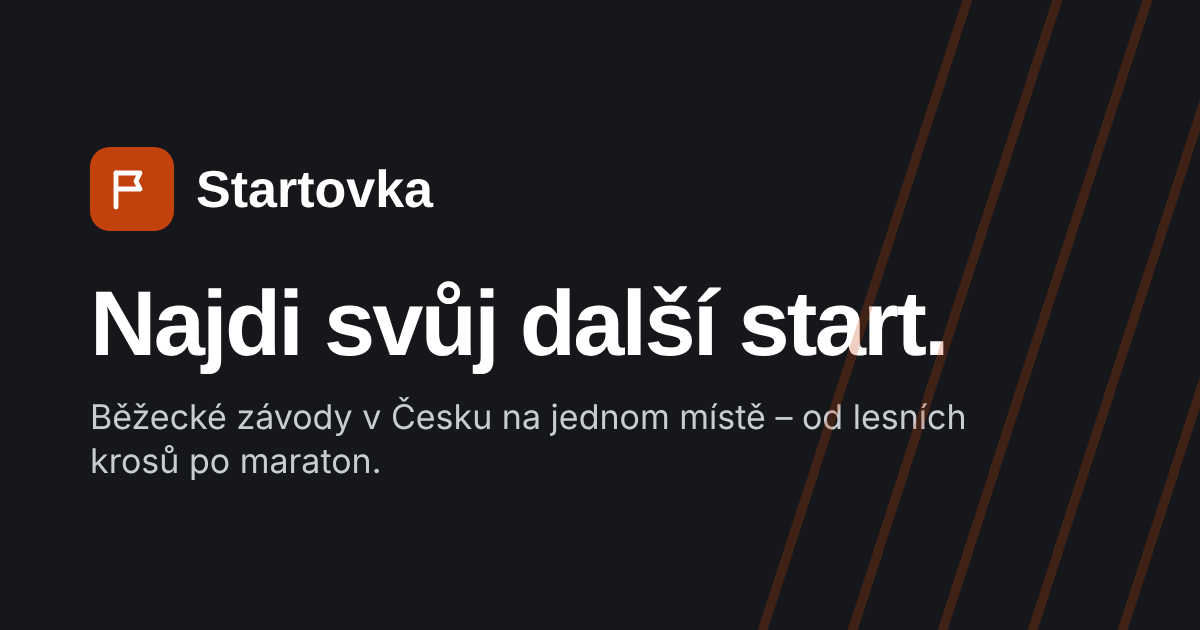 Startovka
Najdi svůj další start.
Běžecké závody v Česku na jednom místě – od lesních
krosů po maraton.